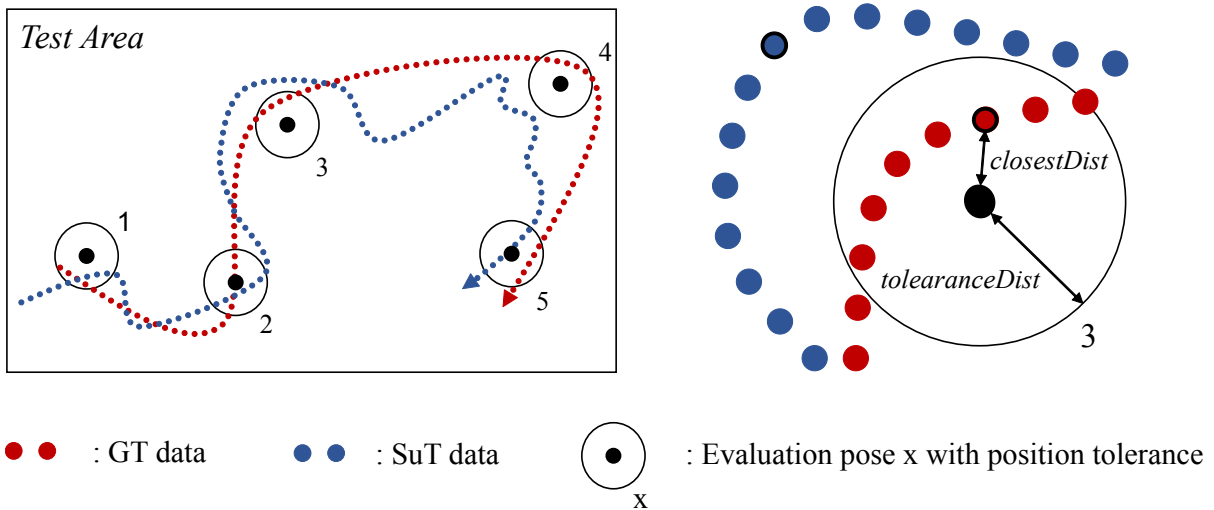 Test Area
1
2
3
4
5
closestDist
tolearanceDist
3
: GT data
: SuT data
: Evaluation pose x with position tolerance
x